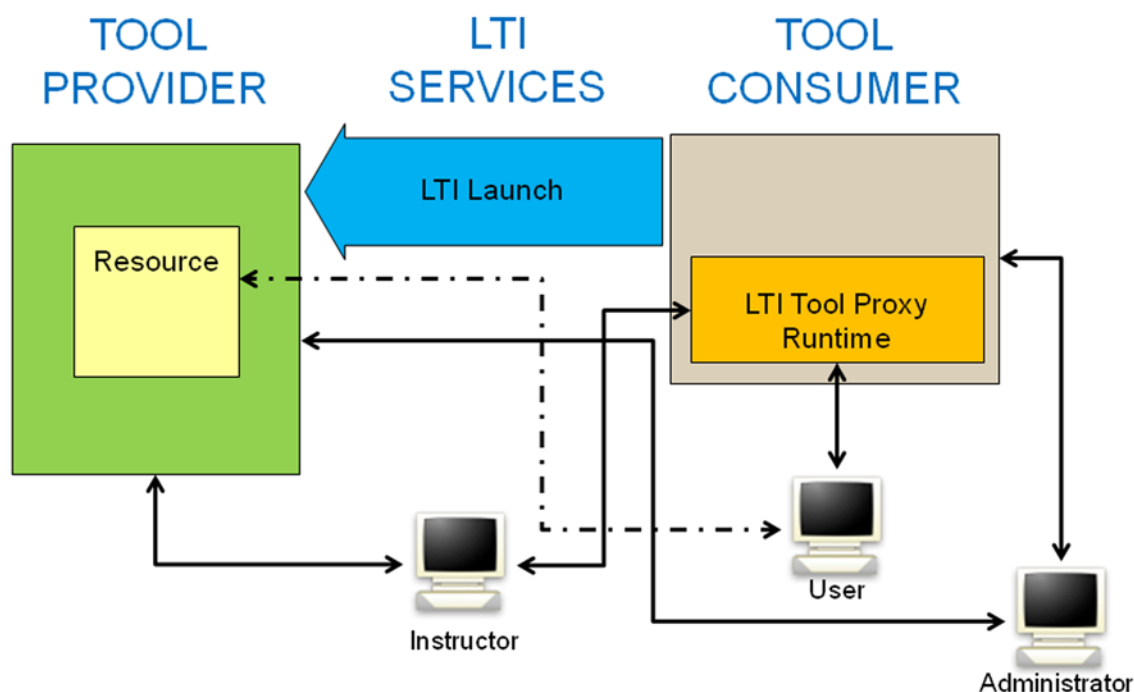 TOOL
PROVIDER
LTI
SERVICES
TOOL
CONSUMER
LTI Launch
Resource
LTI Tool Proxy
Runtime
User
Instructor
Administrator